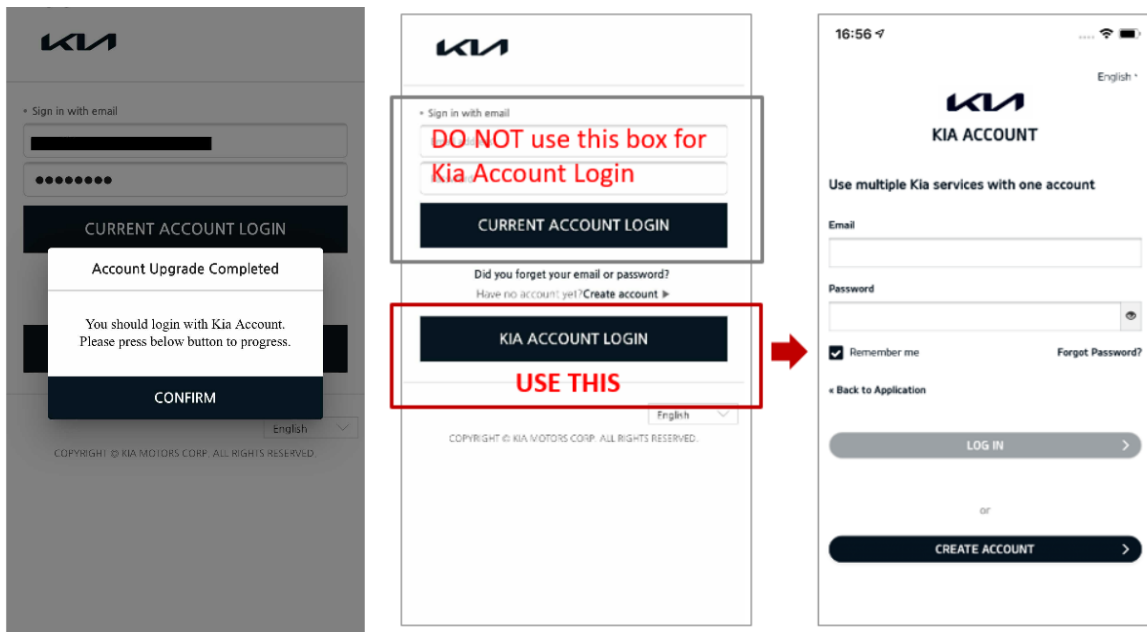 KIA
• Sign in with email
●●●●●●●●
CURRENT ACCOUNT LOGIN
Account Upgrade Completed
You should login with Kia Account.
Please press below button to progress.
CONFIRM
English
COPYRIGHT © KIA MOTORS CORP. ALL RIGHTS RESERVED.
KIA
• Sign in with email
DO NOT use this box for
Kia Account Login
CURRENT ACCOUNT LOGIN
Did you forget your email or password?
Have no account yet?Create account ▶
KIA ACCOUNT LOGIN
USE THIS
English
COPYRIGHT © KIA MOTORS CORP. ALL RIGHTS RESERVED.
16:56
English
KIA
KIA ACCOUNT
Use multiple Kia services with one account
Email
Password
Remember me
Forgot Password?
« Back to Application
LOG IN
or
CREATE ACCOUNT